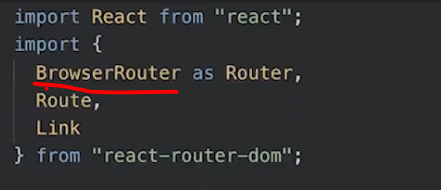 import React from "react";
import {
BrowserRouter as Router,
Route,
Link
} from "react-router-dom";